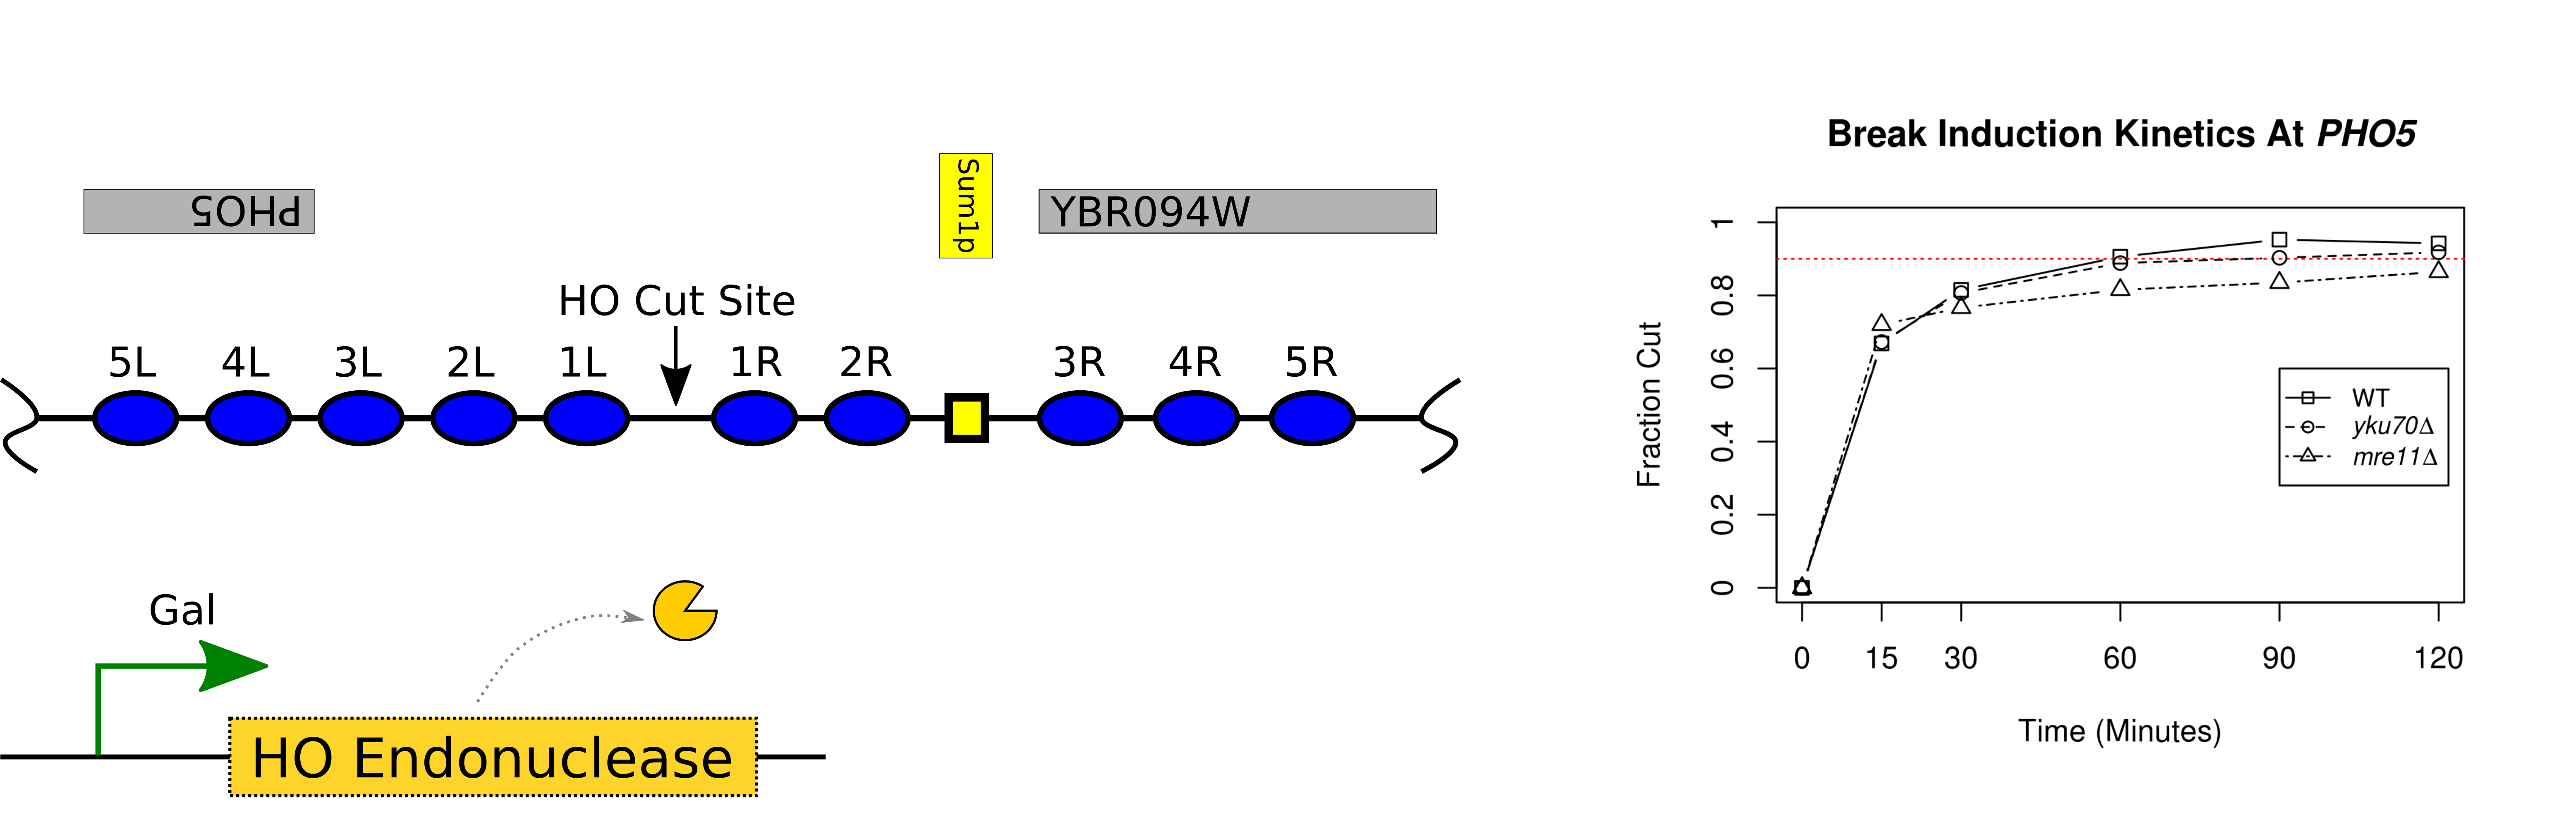 PHO5
Sum1p
YBR094W
HO Cut Site
5L 4L 3L 2L 1L 1R 2R 3R 4R 5R
Gal
HO Endonuclease
Break Induction Kinetics At PHO5
Fraction Cut
1
0.8
0.6
0.4
0.2
0
WT
yku70Δ
mre11Δ
0 15 30 60 90 120
Time (Minutes)